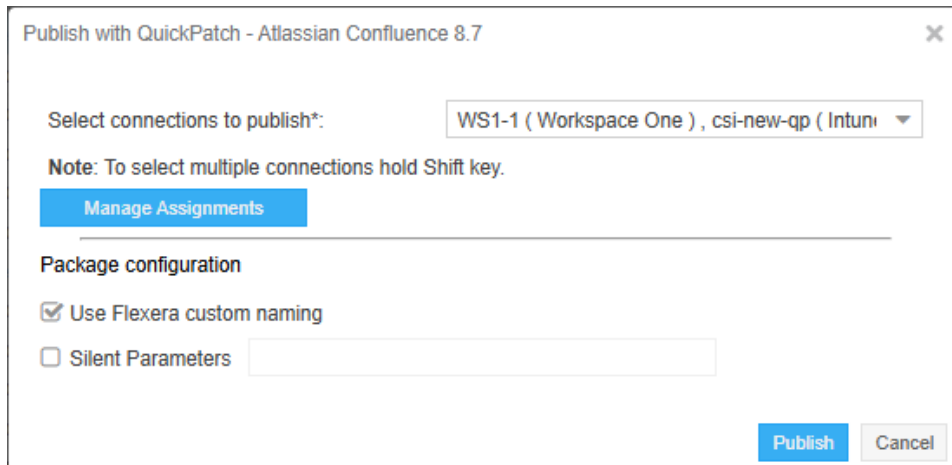 Publish with QuickPatch - Atlassian Confluence 8.7
Select connections to publish*: WS1-1 ( Workspace One ) , csi-new-qp ( Intun
Note: To select multiple connections hold Shift key.
Manage Assignments
Package configuration
Use Flexera custom naming
Silent Parameters
Publish Cancel